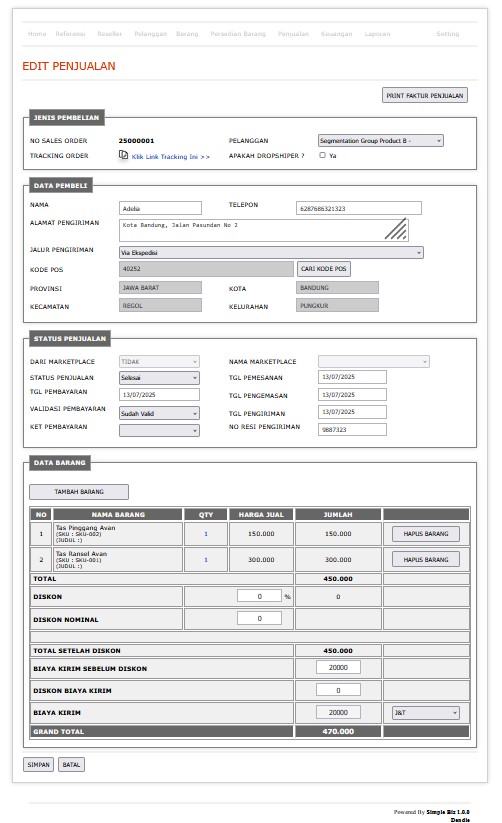 Home Referensi Reseller Pelanggan Barang Persedian Barang Penjualan Keuangan Laporan Setting
EDIT PENJUALAN
PRINT FAKTUR PENJUALAN
JENIS PEMBELIAN
NO SALES ORDER 25000001 PELANGGAN Segmentation Group Product B -
TRACKING ORDER Klik Link Tracking Ini >> APAKAH DROPSHIPER ? Ya
DATA PEMBELI
NAMA Adelia TELEPON 6287686321323
ALAMAT PENGIRIMAN Kota Bandung, Jalan Pasundan No 2
JALUR PENGIRIMAN Via Ekspedisi
KODE POS 40252 CARI KODE POS
PROVINSI JAWA BARAT KOTA BANDUNG
KECAMATAN REGOL KELURAHAN PUNGKUR
STATUS PENJUALAN
DARI MARKETPLACE TIDAK NAMA MARKETPLACE
STATUS PENJUALAN Selesai TGL PEMESANAN 13/07/2025
TGL PEMBAYARAN 13/07/2025 TGL PENGEMASAN 13/07/2025
VALIDASI PEMBAYARAN Sudah Valid TGL PENGIRIMAN 13/07/2025
KET PEMBAYARAN NO RESI PENGIRIMAN 9887323
DATA BARANG
TAMBAH BARANG
NO NAMA BARANG QTY HARGA JUAL JUMLAH
1 Tas Pinggang Avan 1 150.000 150.000 HAPUS BARANG
(SKU : SKU-002)
(JUDUL :)
2 Tas Ransel Avan 1 300.000 300.000 HAPUS BARANG
(SKU : SKU-001)
(JUDUL :)
TOTAL 450.000
DISKON 0 % 0
DISKON NOMINAL 0
TOTAL SETELAH DISKON 450.000
BIAYA KIRIM SEBELUM DISKON 20000
DISKON BIAYA KIRIM 0
BIAYA KIRIM 20000 J&T
GRAND TOTAL 470.000
SIMPAN BATAL
Powered By Simple Biz 1.0.0
Dendie